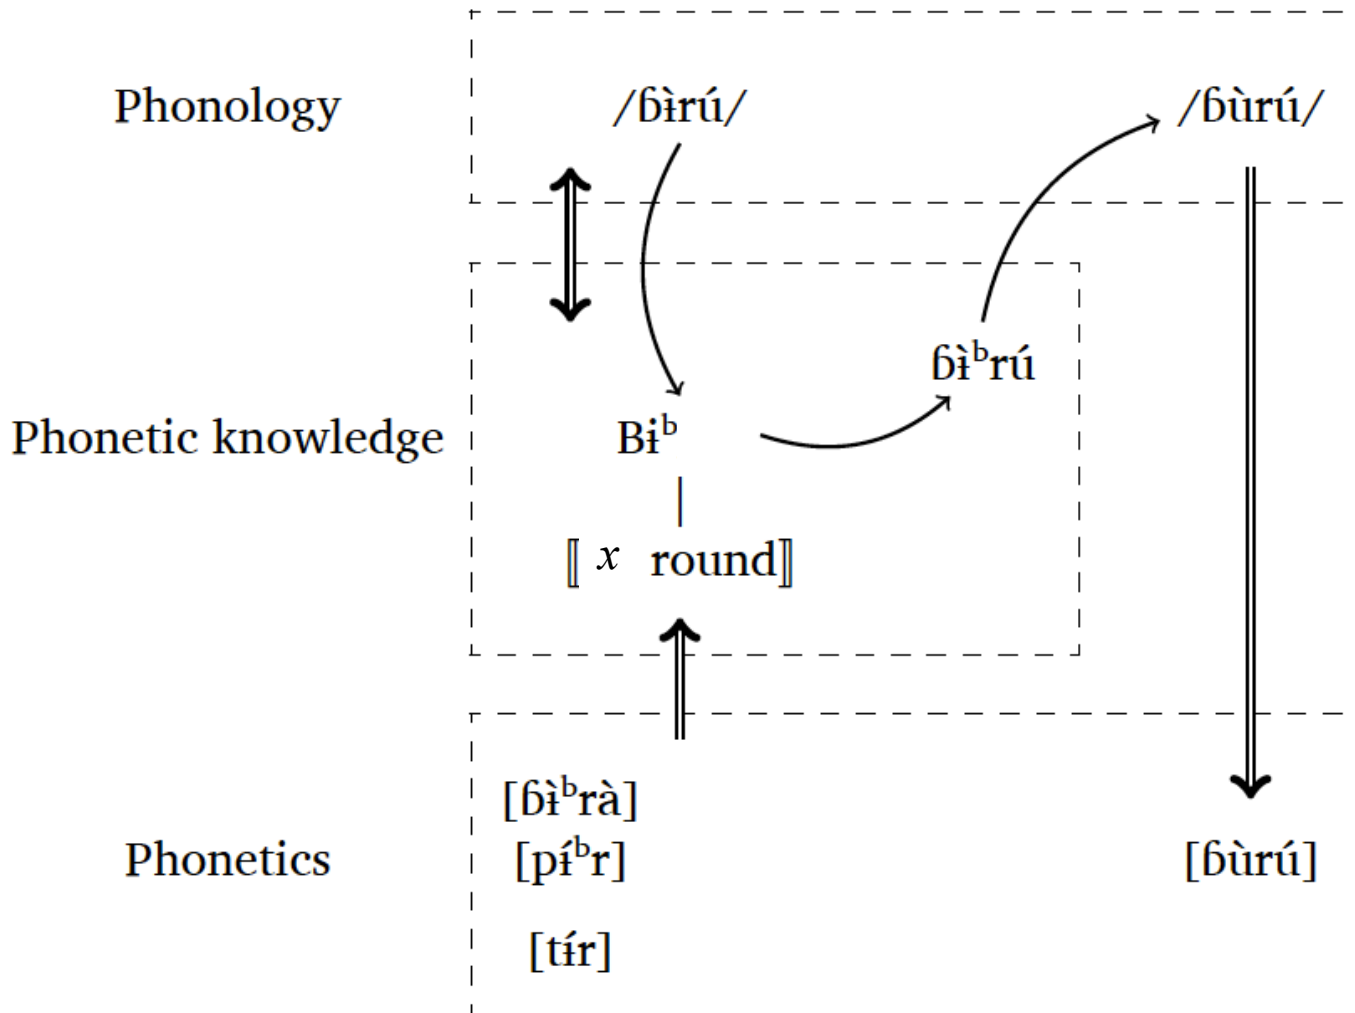 Phonology /ɓɨ̀rú/ /ɓùrú/
ɓɨ̀ᵇrú
Phonetic knowledge Bɨᵇ
⟦ x round⟧
[ɓɨ̀ᵇrà]
Phonetics [pɨ́ᵇr] [ɓùrú]
[tɨ́r]